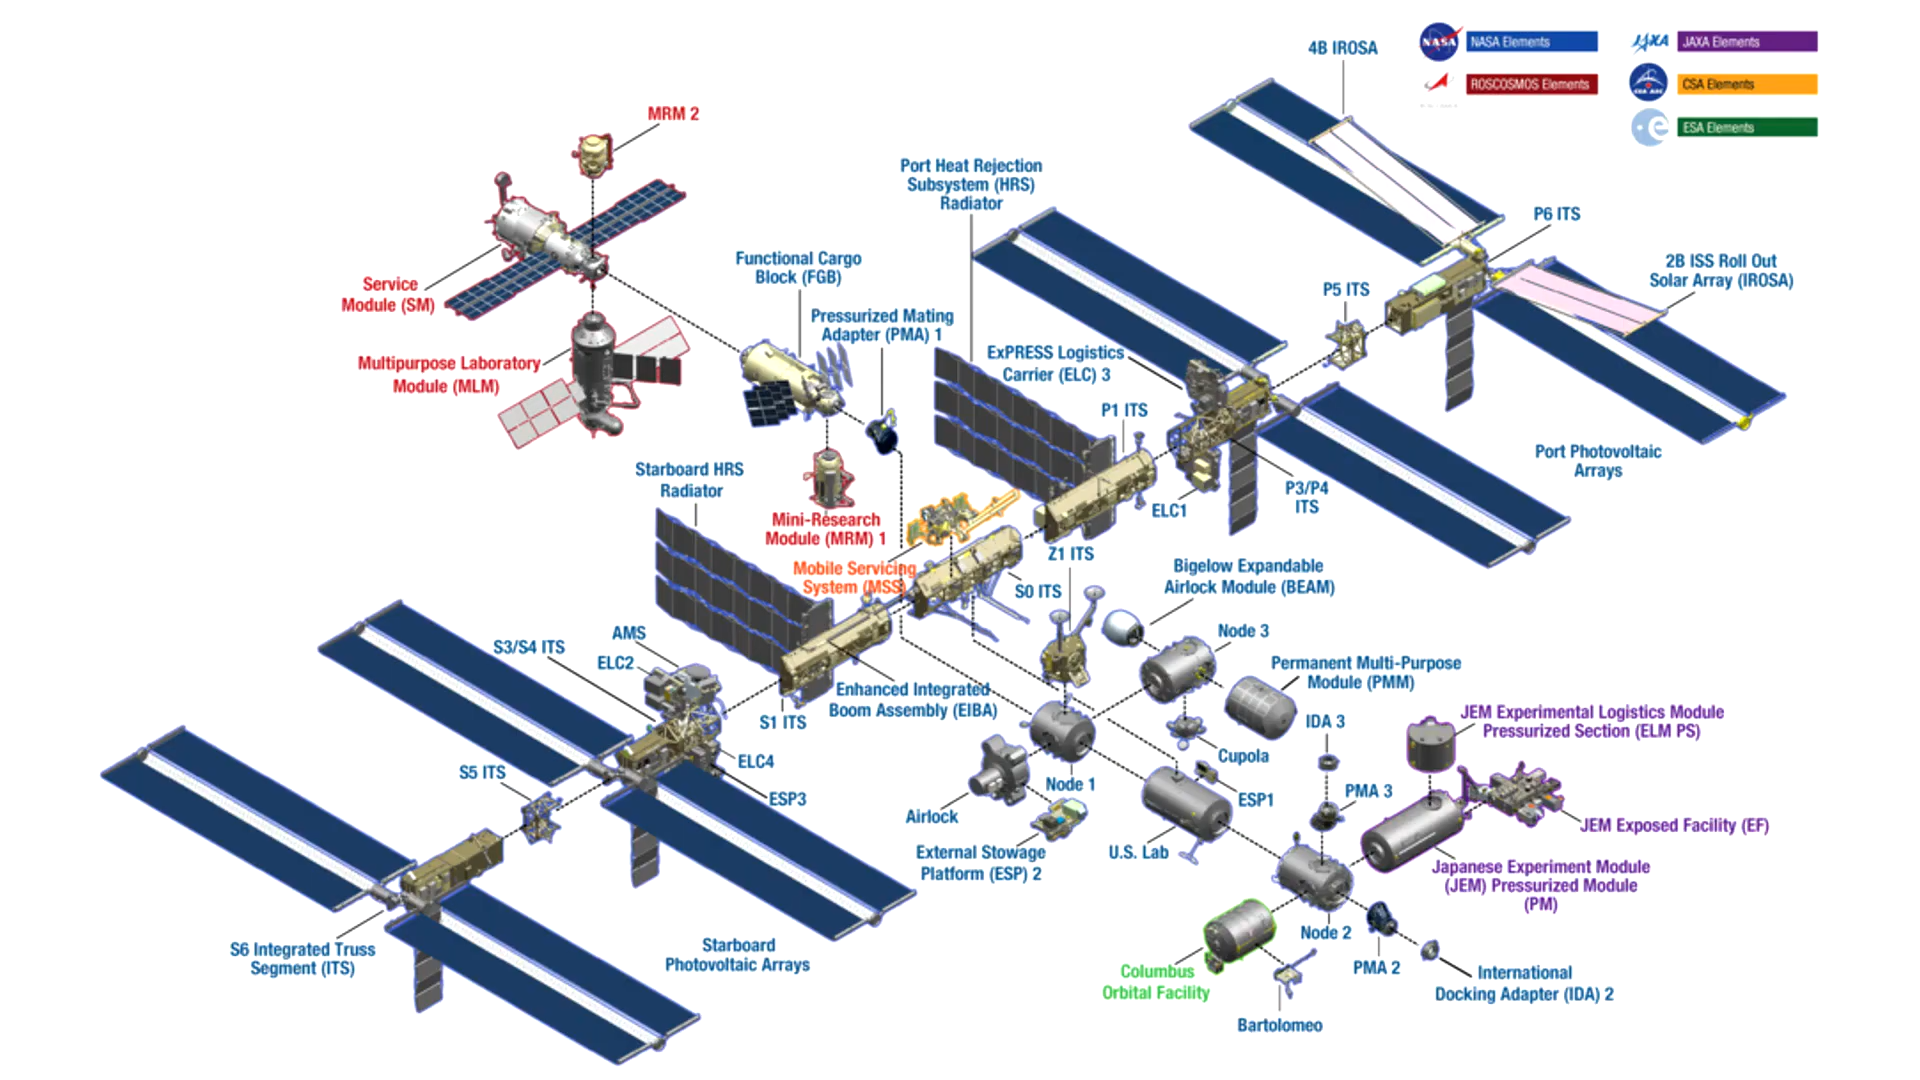 4B IROSA
NASA
NASA Elements
JAXA
JAXA Elements
ROSCOSMOS Elements
CSA ASC
CSA Elements
esa
ESA Elements
MRM 2
Port Heat Rejection
Subsystem (HRS)
Radiator
P6 ITS
2B ISS Roll Out
Solar Array (IROSA)
Functional Cargo
Block (FGB)
Service
Module (SM)
P5 ITS
Pressurized Mating
Adapter (PMA) 1
ExPRESS Logistics
Carrier (ELC) 3
Multipurpose Laboratory
Module (MLM)
P1 ITS
Port Photovoltaic
Arrays
Starboard HRS
Radiator
P3/P4
ITS
ELC1
Mini-Research
Module (MRM) 1
Z1 ITS
Mobile Servicing
System (MSS)
S0 ITS
Bigelow Expandable
Airlock Module (BEAM)
AMS
S3/S4 ITS
ELC2
Node 3
Permanent Multi-Purpose
Module (PMM)
Enhanced Integrated
Boom Assembly (EIBA)
S1 ITS
IDA 3
JEM Experimental Logistics Module
Pressurized Section (ELM PS)
Cupola
ELC4
S5 ITS
Node 1
ESP1
PMA 3
ESP3
Airlock
JEM Exposed Facility (EF)
External Stowage
Platform (ESP) 2
U.S. Lab
Japanese Experiment Module
(JEM) Pressurized Module
(PM)
Node 2
S6 Integrated Truss
Segment (ITS)
Starboard
Photovoltaic Arrays
PMA 2
Columbus
Orbital Facility
International
Docking Adapter (IDA) 2
Bartolomeo